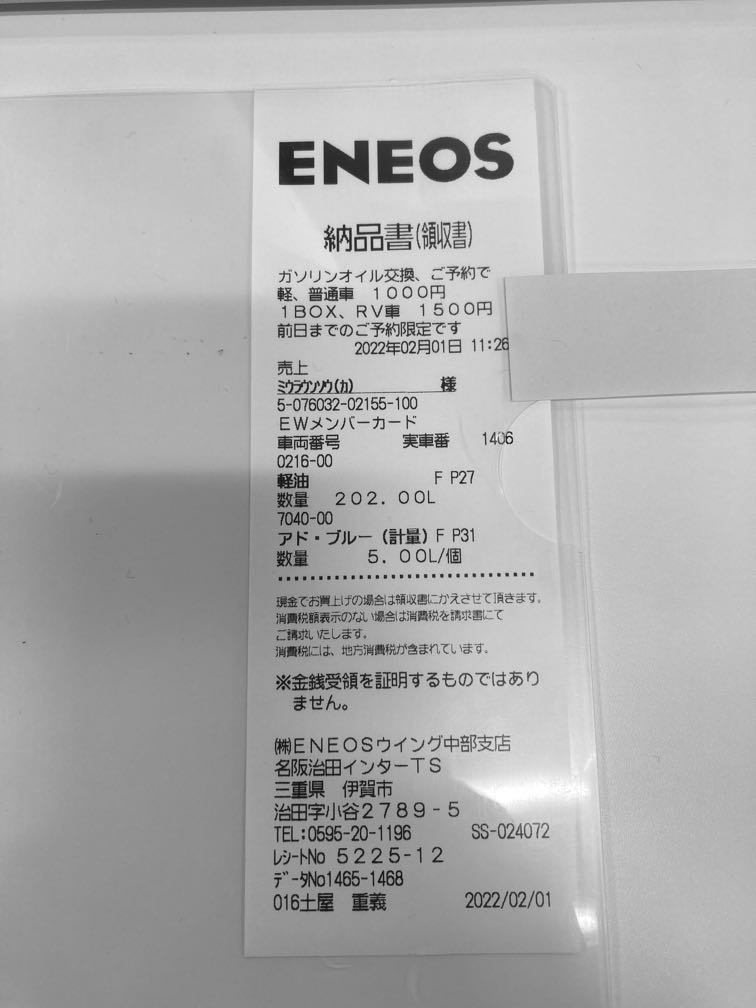 ENEOS
納品書(領収書)
ガソリンオイル交換、ご予約で
軽、普通車 1000円
1BOX、RV車 1500円
前日までのご予約限定です
2022年02月01日 11:26
売上
ミウラウンソウ(カ) 様
5-076032-02155-100
EWメンバーカード
車両番号 実車番 1406
0216-00
軽油 F P27
数量 202.00L
7040-00
アド・ブルー(計量) F P31
数量 5.00L/個
現金でお買上げの場合は領収書にかえさせて頂きます。
消費税額表示のない場合は消費税を請求書にて
ご請求いたします。
消費税には、地方消費税が含まれています。
※金銭受領を証明するものではあり
ません。
㈱ENEOSウイング中部支店
名阪治田インターTS
三重県 伊賀市
治田字小谷2789-5
TEL:0595-20-1196 SS-024072
レシートNo 5225-12
データNo1465-1468
016土屋 重義 2022/02/01